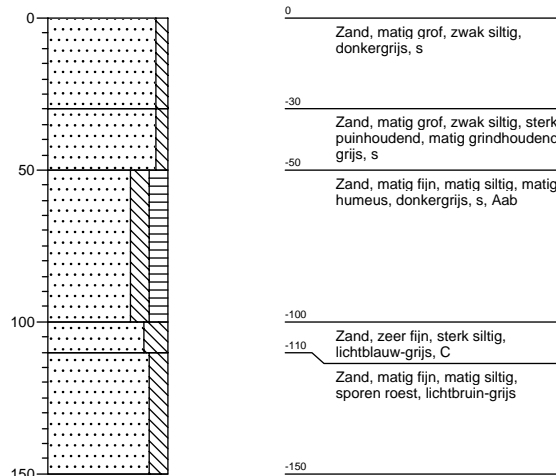 0
50
100
150
0
Zand, matig grof, zwak siltig,
donkergrijs, s
-30
Zand, matig grof, zwak siltig, sterk
puinhoudend, matig grindhoudend
grijs, s
-50
Zand, matig fijn, matig siltig, matig
humeus, donkergrijs, s, Aab
-100
Zand, zeer fijn, sterk siltig,
lichtblauw-grijs, C
-110
Zand, matig fijn, matig siltig,
sporen roest, lichtbruin-grijs
-150